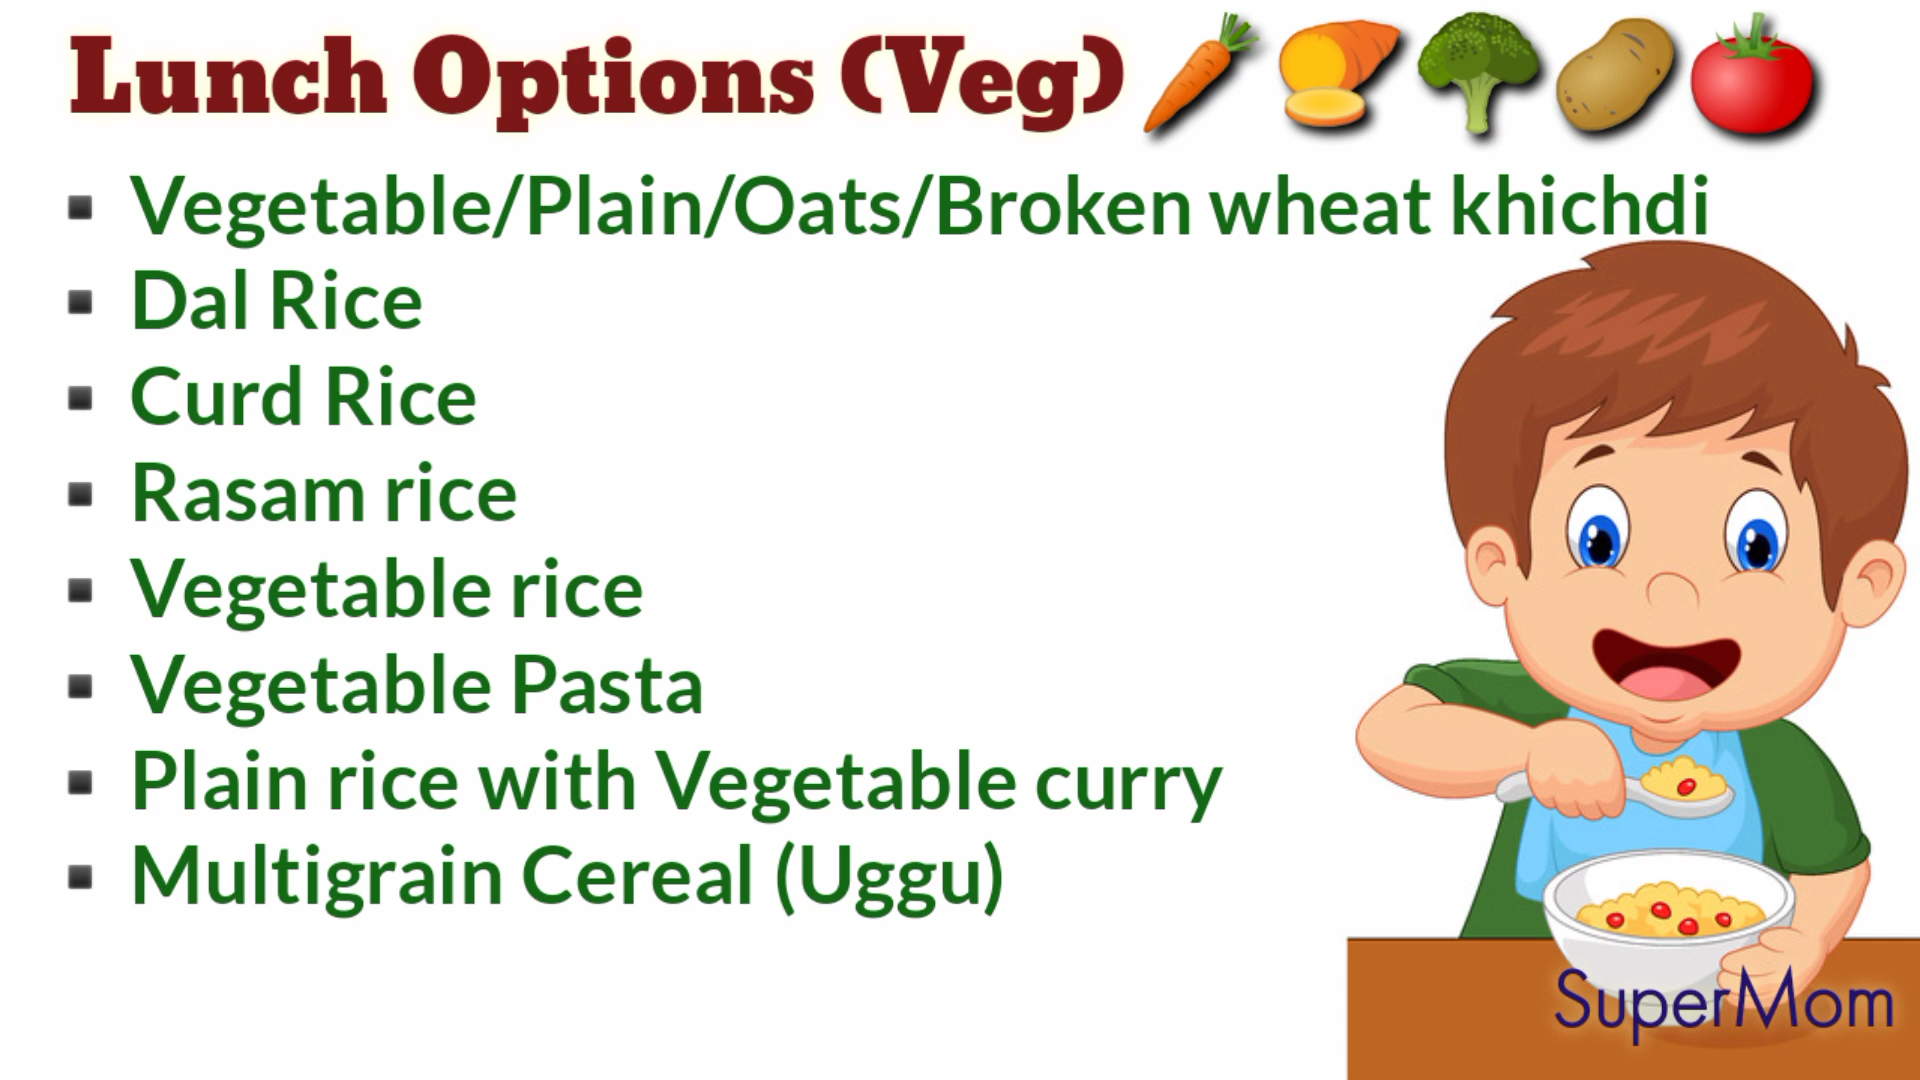 Lunch Options (Veg)
▪ Vegetable/Plain/Oats/Broken wheat khichdi
▪ Dal Rice
▪ Curd Rice
▪ Rasam rice
▪ Vegetable rice
▪ Vegetable Pasta
▪ Plain rice with Vegetable curry
▪ Multigrain Cereal (Uggu)
SuperMom